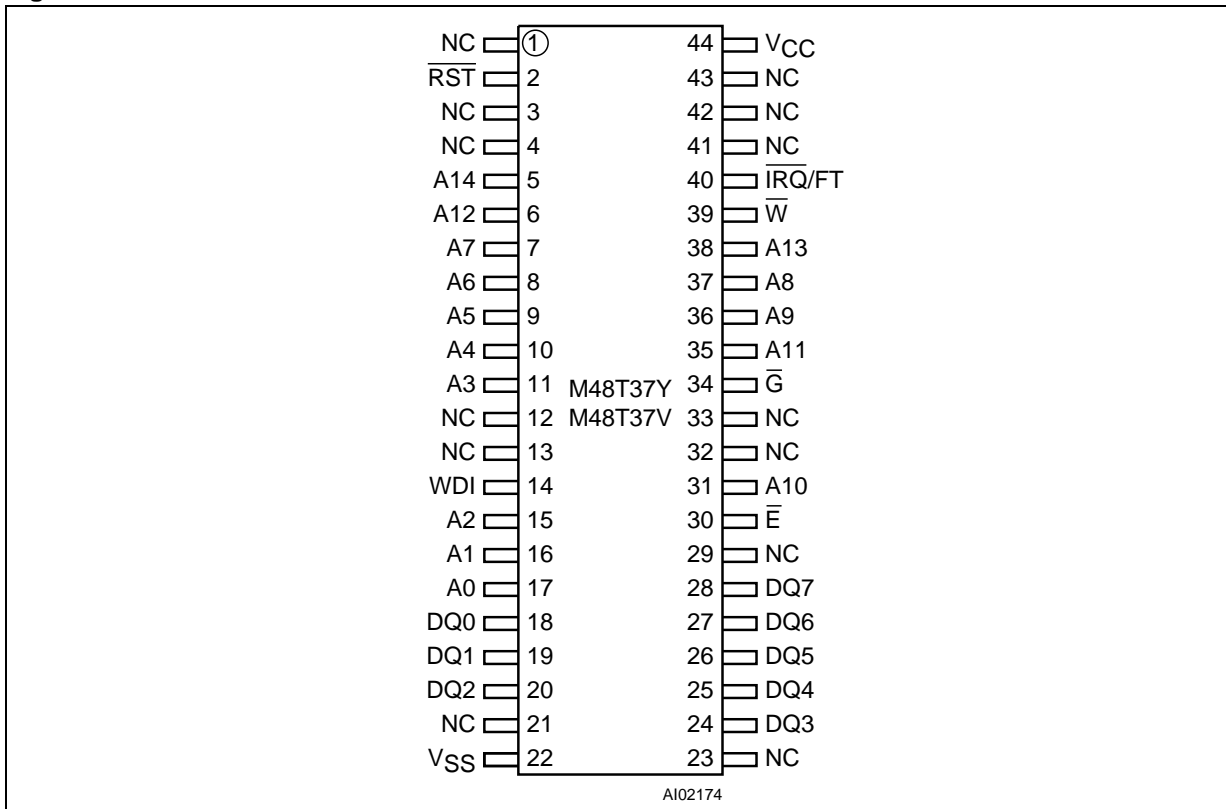 NC 1 44 VCC
RST 2 43 NC
NC 3 42 NC
NC 4 41 NC
A14 5 40 IRQ/FT
A12 6 39 W
A7 7 38 A13
A6 8 37 A8
A5 9 36 A9
A4 10 35 A11
A3 11 M48T37Y 34 G
NC 12 M48T37V 33 NC
NC 13 32 NC
WDI 14 31 A10
A2 15 30 E
A1 16 29 NC
A0 17 28 DQ7
DQ0 18 27 DQ6
DQ1 19 26 DQ5
DQ2 20 25 DQ4
NC 21 24 DQ3
VSS 22 23 NC
AI02174